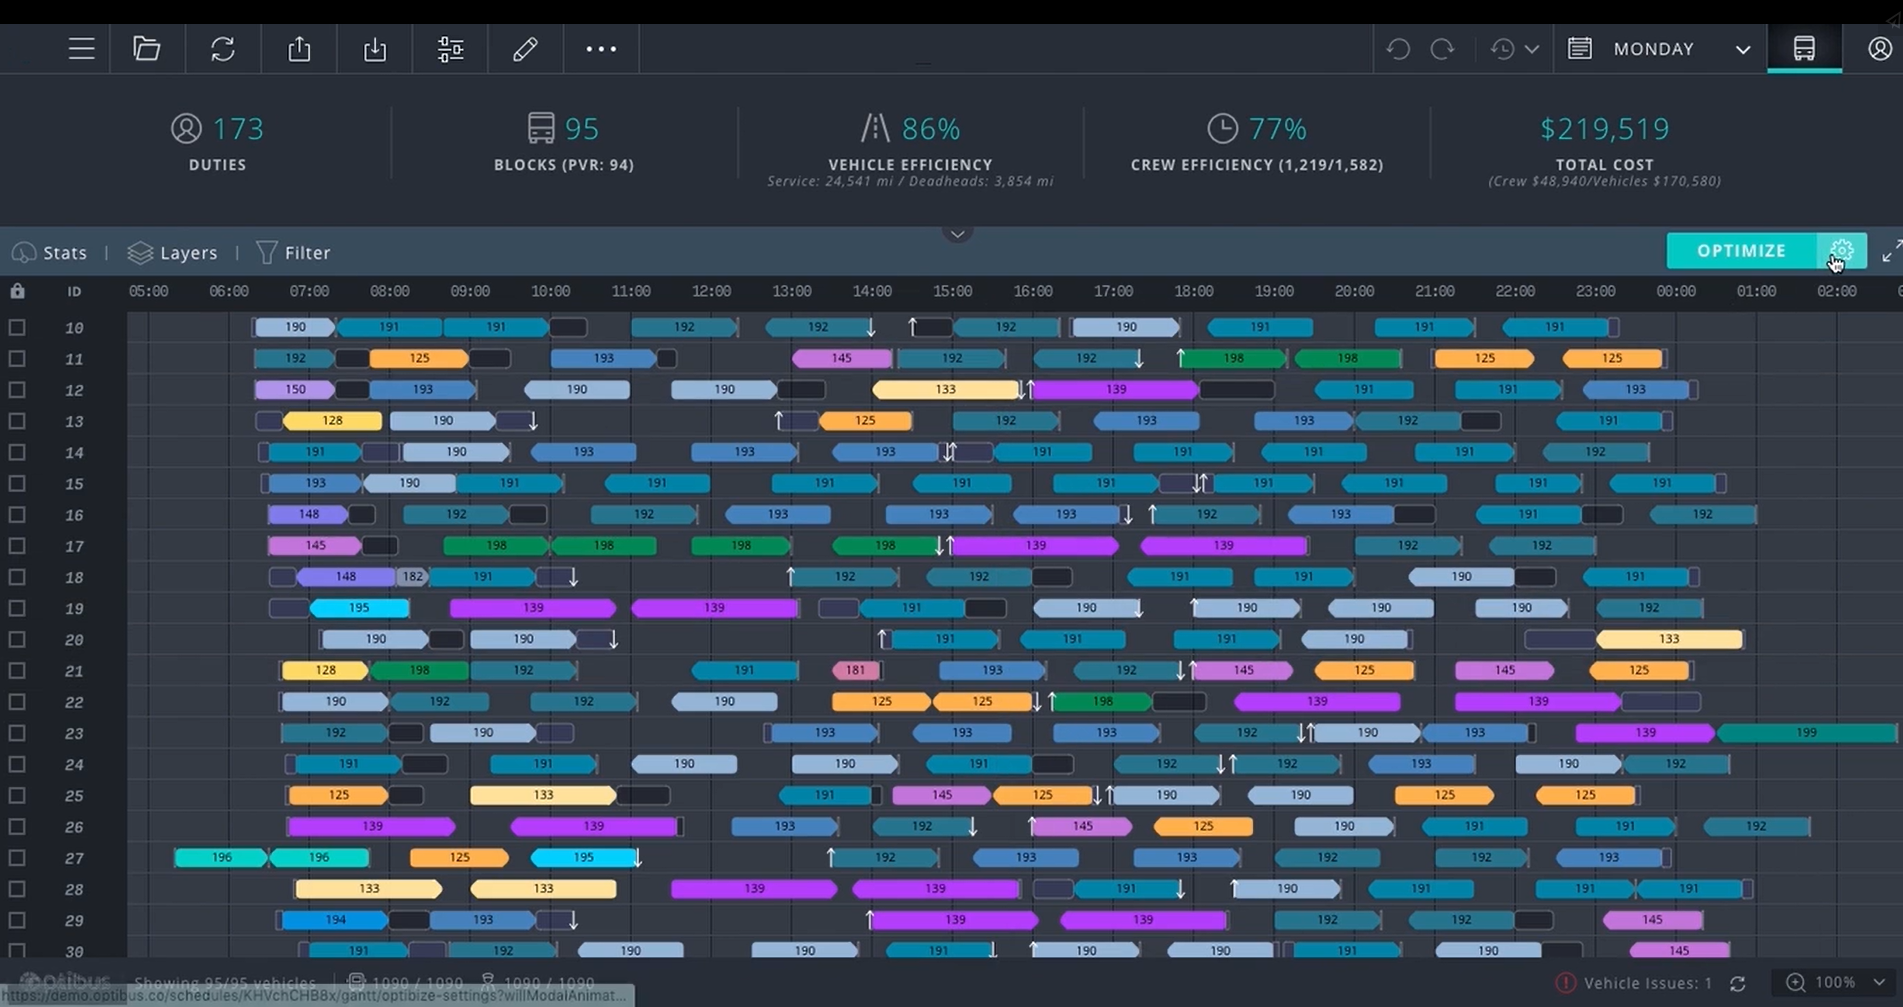 MONDAY
173 95 86% 77% $219,519
DUTIES BLOCKS (PVR: 94) VEHICLE EFFICIENCY CREW EFFICIENCY (1,219/1,582) TOTAL COST
Service: 24,541 mi / Deadheads: 3,854 mi (Crew $48,940/Vehicles $170,580)
Stats | Layers | Filter OPTIMIZE
ID 05:00 06:00 07:00 08:00 09:00 10:00 11:00 12:00 13:00 14:00 15:00 16:00 17:00 18:00 19:00 20:00 21:00 22:00 23:00 00:00 01:00 02:00
10 190 191 191 192 192 192 190 191 191 191
11 192 125 193 145 192 192 198 198 125 125
12 150 193 190 190 133 139 191 191 193
13 128 190 125 192 193 193 192 191
14 191 190 193 193 193 191 191 191 191 192
15 193 190 191 191 191 191 191 191 191 191 191
16 148 192 192 193 193 193 192 193 191 192
17 145 198 198 198 198 139 139 192 192
18 148 182 191 192 192 191 191 190 191
19 195 139 139 191 190 190 190 190 192
20 190 190 191 191 191 190 133
21 128 198 192 191 181 193 192 145 125 145 125
22 190 192 192 190 125 125 198 139 139
23 192 190 193 193 193 192 190 193 139 199
24 191 191 190 190 191 192 192 193 190 192
25 125 133 191 145 125 190 190 125 125
26 139 139 193 192 145 125 190 191 191 192
27 196 196 125 195 192 193 193 192 192 193
28 133 133 139 139 191 190 191 191 191
29 194 193 139 139 192 192 145
30 191 192 190 190 191 190 190 191 190 145
optibus Showing 95/95 vehicles 1090 / 1090 1090 / 1090 Vehicle Issues: 1 100%
https://demo.optibus.co/schedules/KHVchCHB8x/gantt/optibize-settings?willModalAnimat...